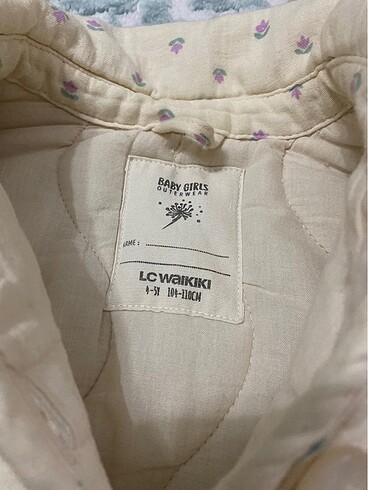 BABY GIRLS
OUTERWEAR
NAME:
LC WAIKIKI
4-5Y 104-110CM